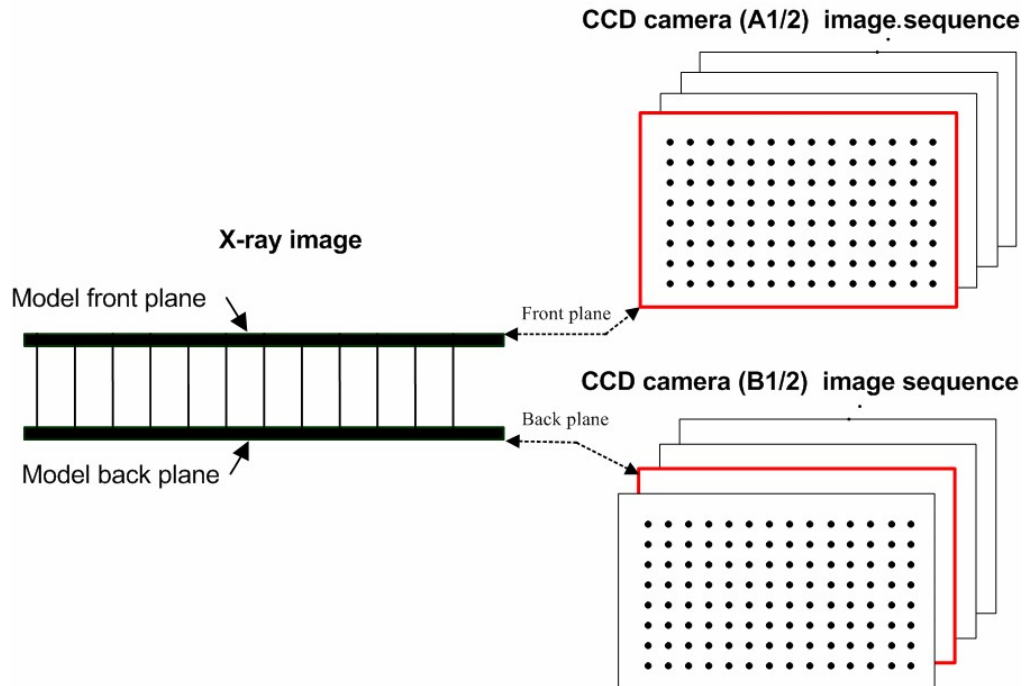 CCD camera (A1/2) image sequence
X-ray image
Model front plane
Front plane
CCD camera (B1/2) image sequence
Back plane
Model back plane